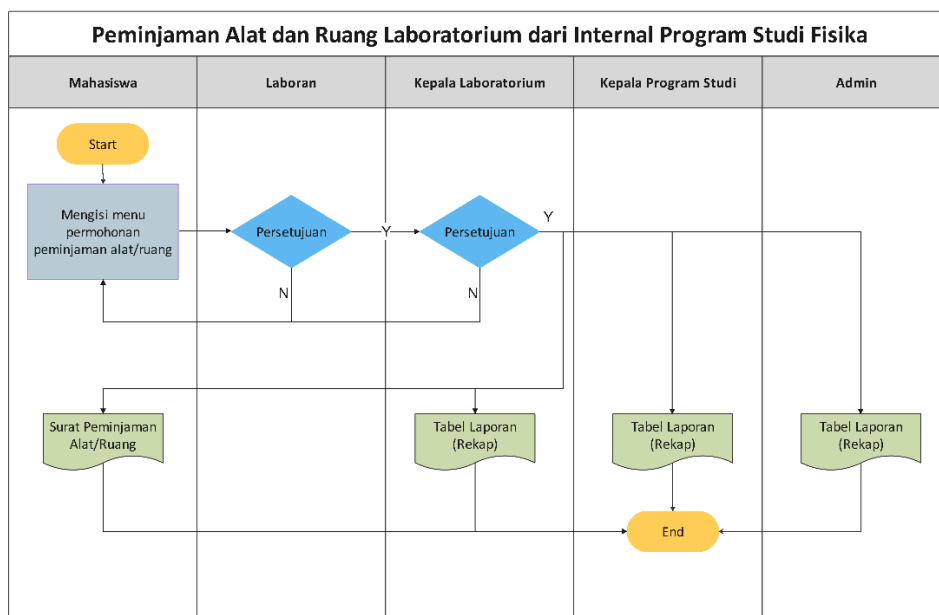 Peminjaman Alat dan Ruang Laboratorium dari Internal Program Studi Fisika
Mahasiswa
Laboran
Kepala Laboratorium
Kepala Program Studi
Admin
Start
Mengisi menu
permohonan
peminjaman alat/ruang
Persetujuan
Y
Persetujuan
Y
N
N
Surat Peminjaman
Alat/Ruang
Tabel Laporan
(Rekap)
Tabel Laporan
(Rekap)
Tabel Laporan
(Rekap)
End